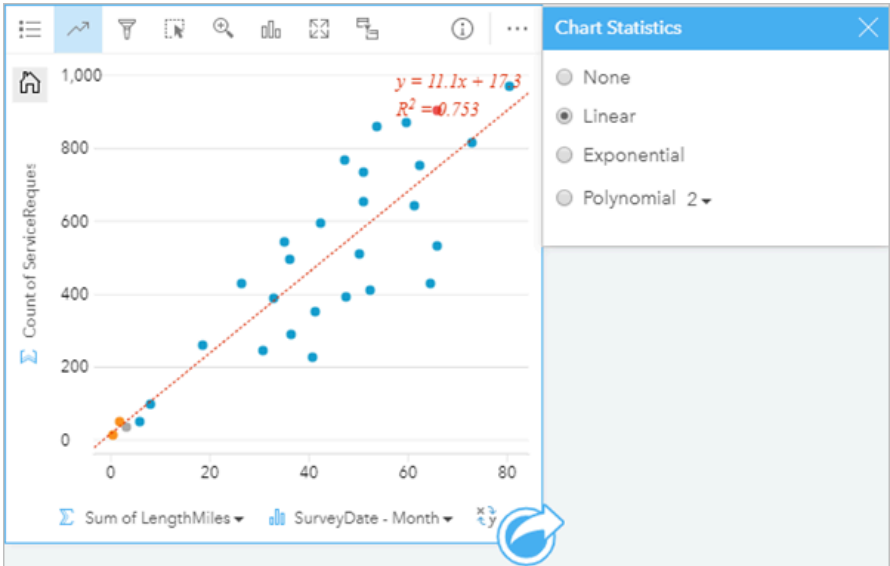 Chart Statistics
None
Linear
Exponential
Polynomial 2
y = 11.1x + 17.3
R² = 0.753
1,000
800
600
400
200
0
Count of ServiceReques
0 20 40 60 80
Sum of LengthMiles
SurveyDate - Month
x
y